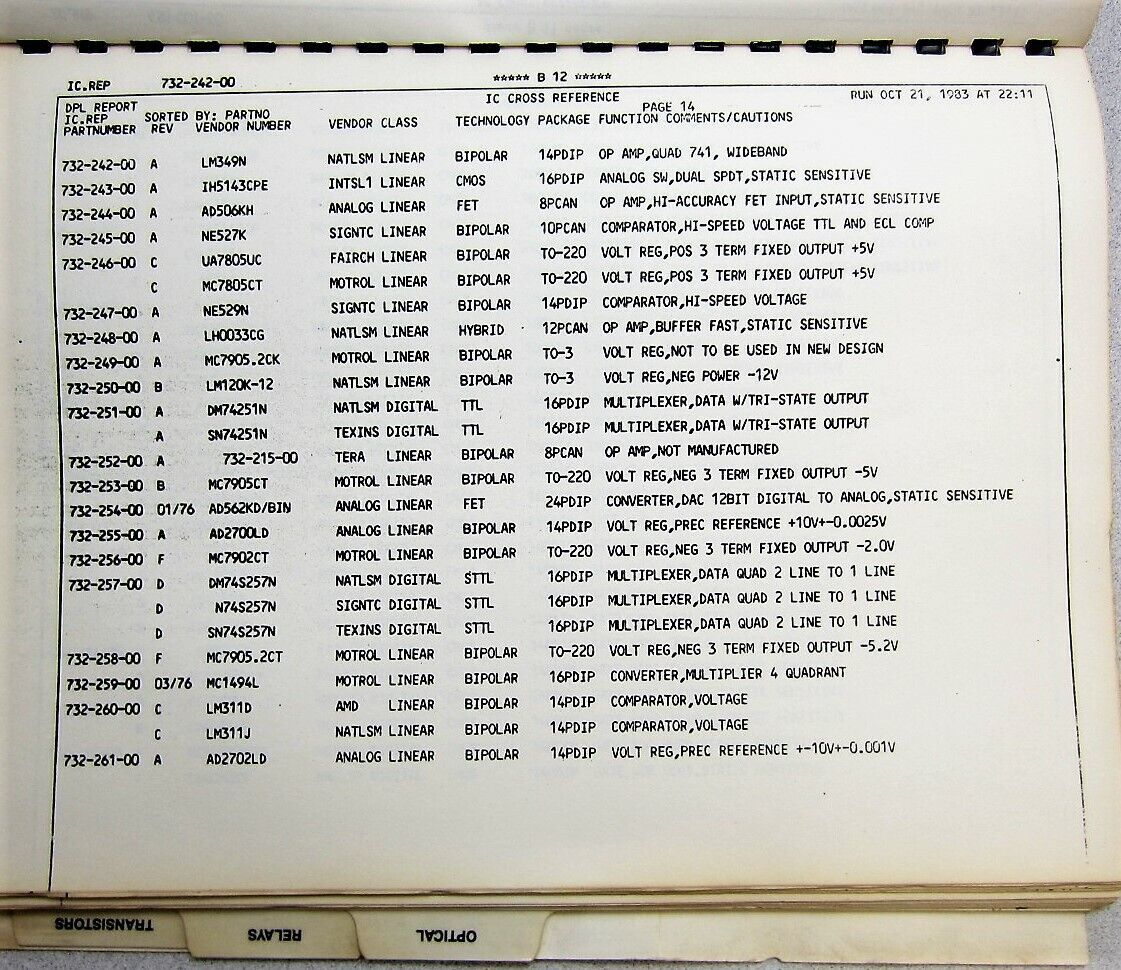 IC.REP 732-242-00 ***** B 12 *****
DPL REPORT IC CROSS REFERENCE RUN OCT 21, 1983 AT 22:11
IC.REP SORTED BY: PARTNO PAGE 14
PARTNUMBER REV VENDOR NUMBER VENDOR CLASS TECHNOLOGY PACKAGE FUNCTION COMMENTS/CAUTIONS
732-242-00 A LM349N NATLSM LINEAR BIPOLAR 14PDIP OP AMP,QUAD 741, WIDEBAND
732-243-00 A IH5143CPE INTSL1 LINEAR CMOS 16PDIP ANALOG SW,DUAL SPDT,STATIC SENSITIVE
732-244-00 A AD506KH ANALOG LINEAR FET 8PCAN OP AMP,HI-ACCURACY FET INPUT,STATIC SENSITIVE
732-245-00 A NE527K SIGNTC LINEAR BIPOLAR 10PCAN COMPARATOR,HI-SPEED VOLTAGE TTL AND ECL COMP
732-246-00 C UA7805UC FAIRCH LINEAR BIPOLAR TO-220 VOLT REG,POS 3 TERM FIXED OUTPUT +5V
C MC7805CT MOTROL LINEAR BIPOLAR TO-220 VOLT REG,POS 3 TERM FIXED OUTPUT +5V
732-247-00 A NE529N SIGNTC LINEAR BIPOLAR 14PDIP COMPARATOR,HI-SPEED VOLTAGE
732-248-00 A LH0033CG NATLSM LINEAR HYBRID 12PCAN OP AMP,BUFFER FAST,STATIC SENSITIVE
732-249-00 A MC7905.2CK MOTROL LINEAR BIPOLAR TO-3 VOLT REG,NOT TO BE USED IN NEW DESIGN
732-250-00 B LM120K-12 NATLSM LINEAR BIPOLAR TO-3 VOLT REG,NEG POWER -12V
732-251-00 A DM74251N NATLSM DIGITAL TTL 16PDIP MULTIPLEXER,DATA W/TRI-STATE OUTPUT
A SN74251N TEXINS DIGITAL TTL 16PDIP MULTIPLEXER,DATA W/TRI-STATE OUTPUT
732-252-00 A 732-215-00 TERA LINEAR BIPOLAR 8PCAN OP AMP,NOT MANUFACTURED
732-253-00 B MC7905CT MOTROL LINEAR BIPOLAR TO-220 VOLT REG,NEG 3 TERM FIXED OUTPUT -5V
732-254-00 01/76 AD562KD/BIN ANALOG LINEAR FET 24PDIP CONVERTER,DAC 12BIT DIGITAL TO ANALOG,STATIC SENSITIVE
732-255-00 A AD2700LD ANALOG LINEAR BIPOLAR 14PDIP VOLT REG,PREC REFERENCE +10V+-0.0025V
732-256-00 F MC7902CT MOTROL LINEAR BIPOLAR TO-220 VOLT REG,NEG 3 TERM FIXED OUTPUT -2.0V
732-257-00 D DM74S257N NATLSM DIGITAL STTL 16PDIP MULTIPLEXER,DATA QUAD 2 LINE TO 1 LINE
D N74S257N SIGNTC DIGITAL STTL 16PDIP MULTIPLEXER,DATA QUAD 2 LINE TO 1 LINE
D SN74S257N TEXINS DIGITAL STTL 16PDIP MULTIPLEXER,DATA QUAD 2 LINE TO 1 LINE
732-258-00 F MC7905.2CT MOTROL LINEAR BIPOLAR TO-220 VOLT REG,NEG 3 TERM FIXED OUTPUT -5.2V
732-259-00 03/76 MC1494L MOTROL LINEAR BIPOLAR 16PDIP CONVERTER,MULTIPLIER 4 QUADRANT
732-260-00 C LM311D AMD LINEAR BIPOLAR 14PDIP COMPARATOR,VOLTAGE
C LM311J NATLSM LINEAR BIPOLAR 14PDIP COMPARATOR,VOLTAGE
732-261-00 A AD2702LD ANALOG LINEAR BIPOLAR 14PDIP VOLT REG,PREC REFERENCE +-10V+-0.001V
TRANSISTORS RELAYS OPTICAL